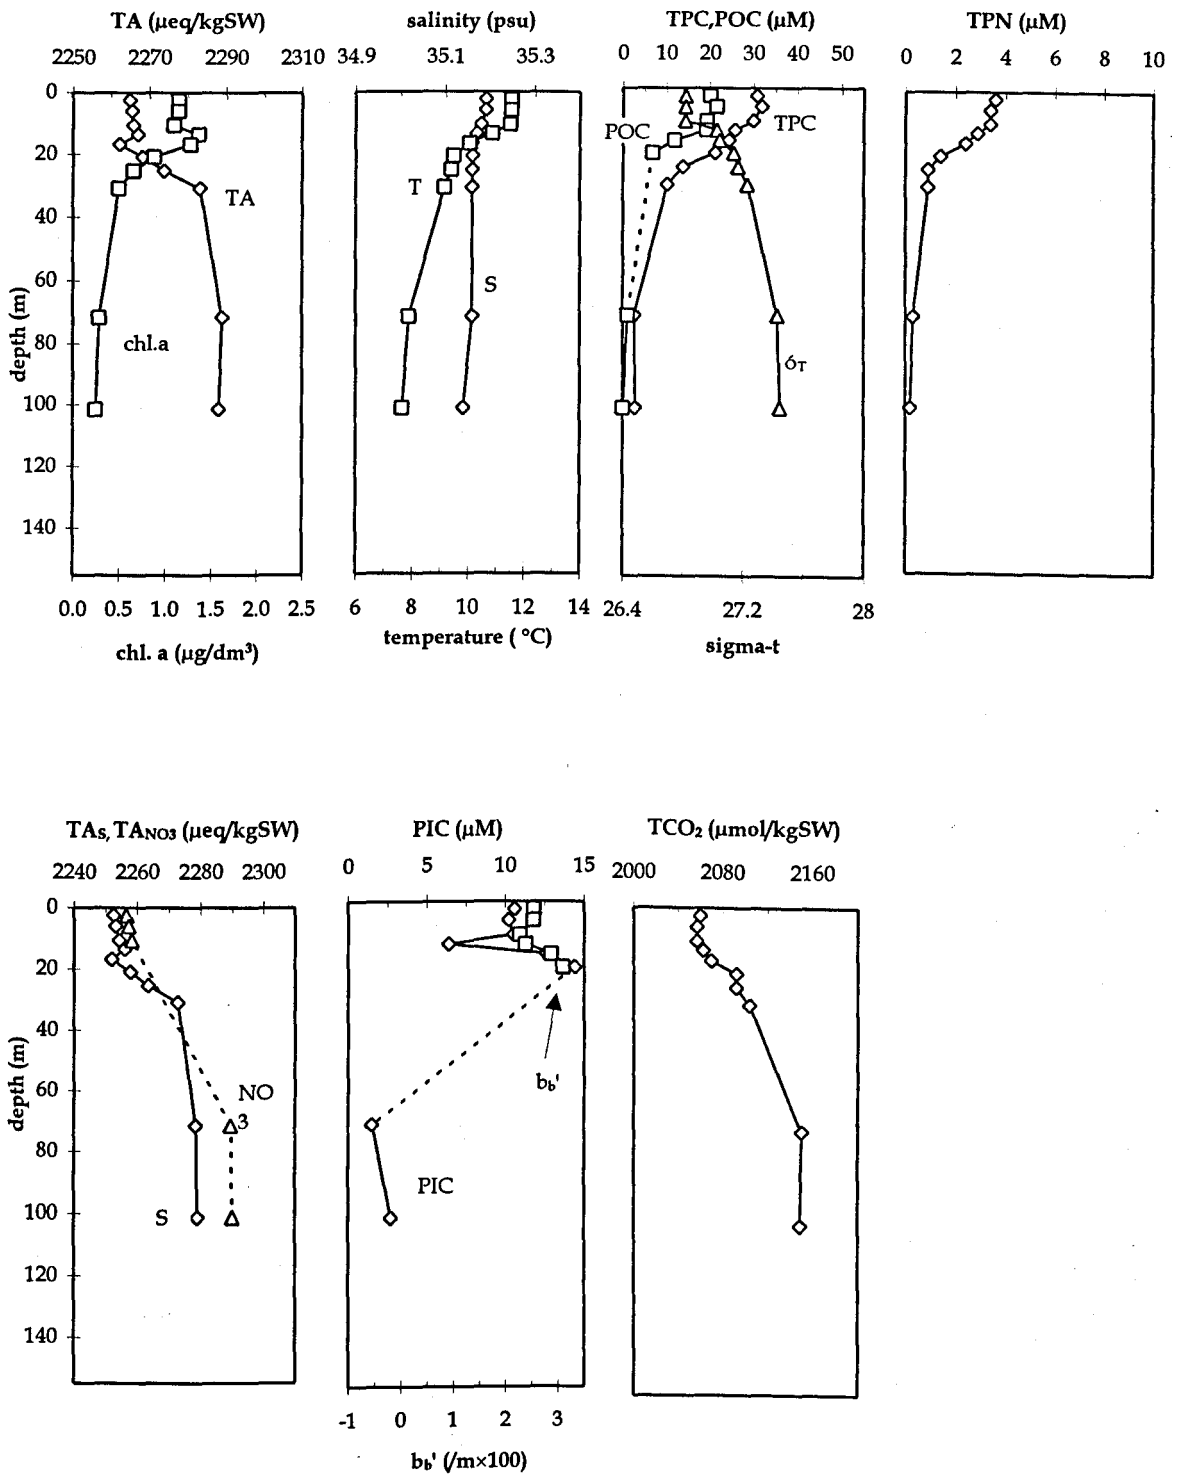 TA (µeq/kgSW)
2250 2270 2290 2310
0
20
40
60
80
100
120
140
depth (m)
TA
chl.a
0.0 0.5 1.0 1.5 2.0 2.5
chl. a (µg/dm³)
salinity (psu)
34.9 35.1 35.3
T
S
6 8 10 12 14
temperature ( °C)
TPC,POC (µM)
0 10 20 30 40 50
POC
TPC
σT
26.4 27.2 28
sigma-t
TPN (µM)
0 2 4 6 8 10
TAS, TANO3 (µeq/kgSW)
2240 2260 2280 2300
0
20
40
60
80
100
120
140
depth (m)
NO
3
S
PIC (µM)
0 5 10 15
bb'
PIC
-1 0 1 2 3
bb' (/m×100)
TCO₂ (µmol/kgSW)
2000 2080 2160